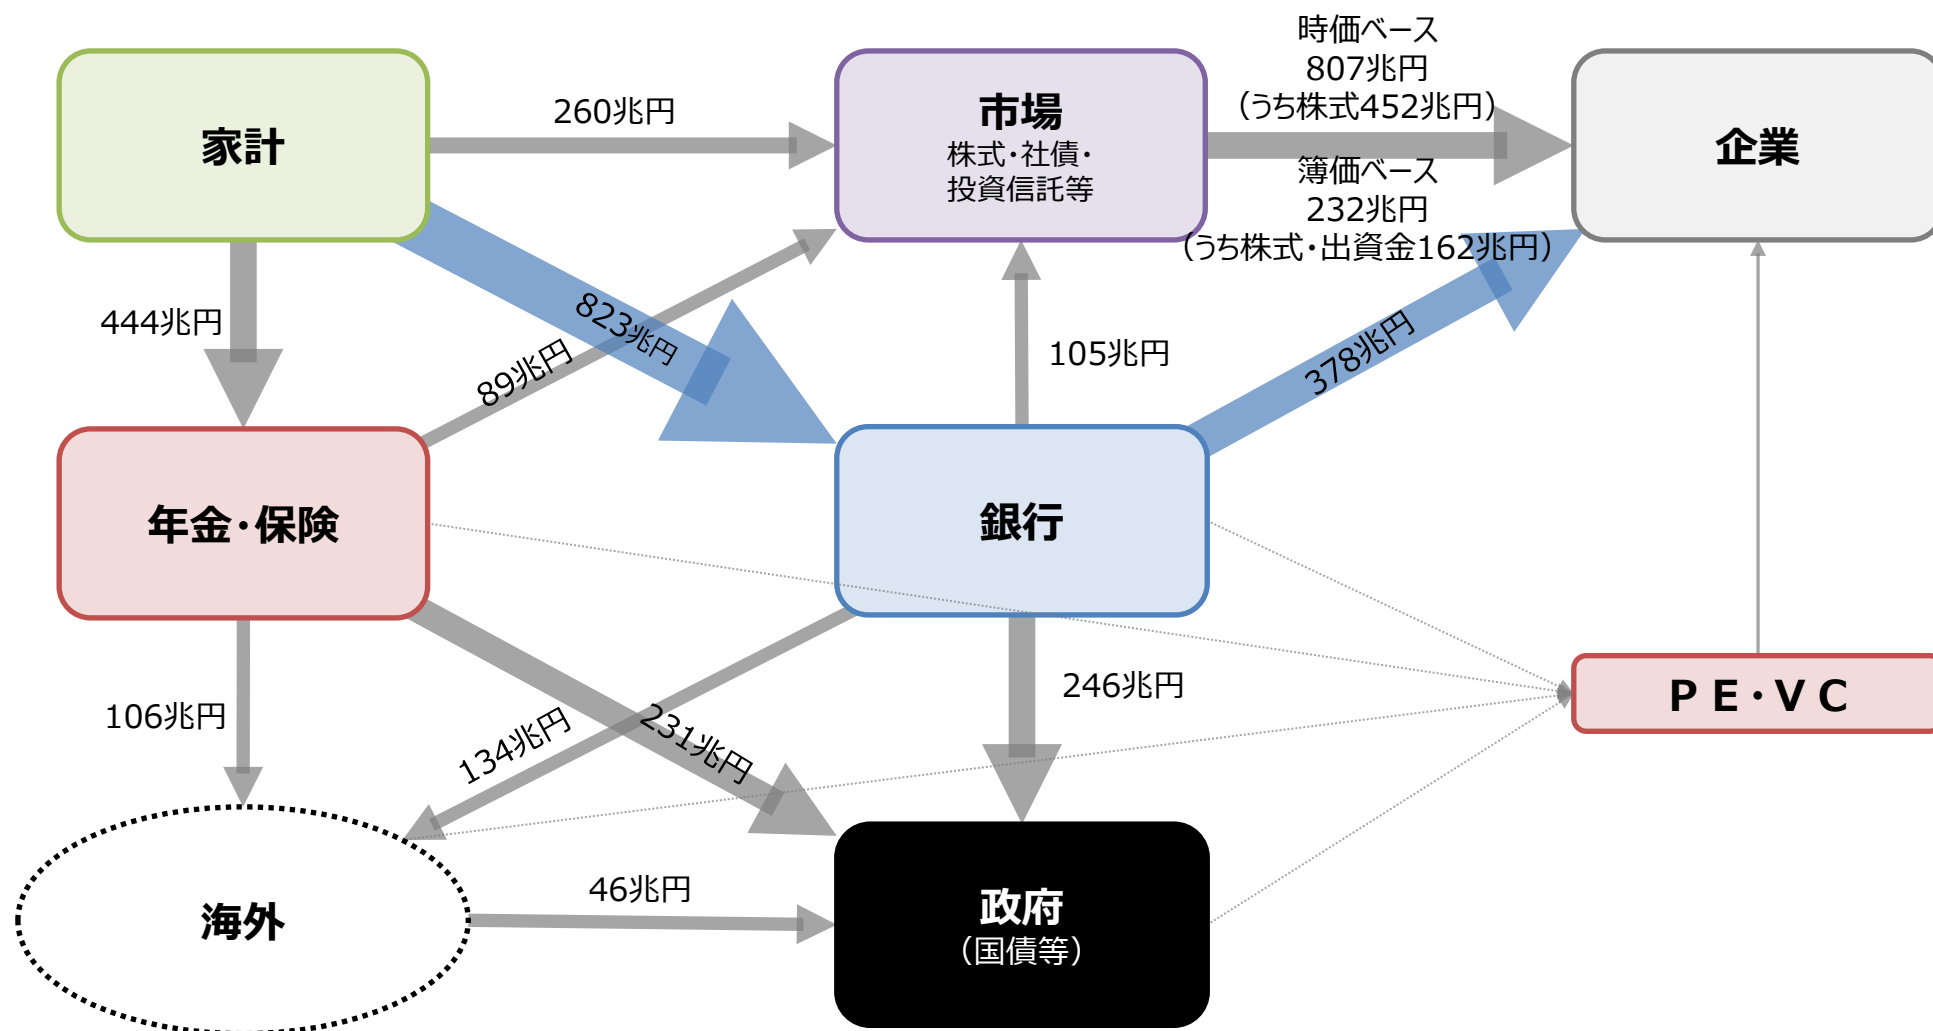 時価ベース
807兆円
（うち株式452兆円）
家計
260兆円
市場
株式・社債・
投資信託等
企業
簿価ベース
232兆円
（うち株式・出資金162兆円）
444兆円
823兆円
89兆円
105兆円
378兆円
年金・保険
銀行
106兆円
134兆円
231兆円
246兆円
ＰＥ・ＶＣ
海外
46兆円
政府
（国債等）